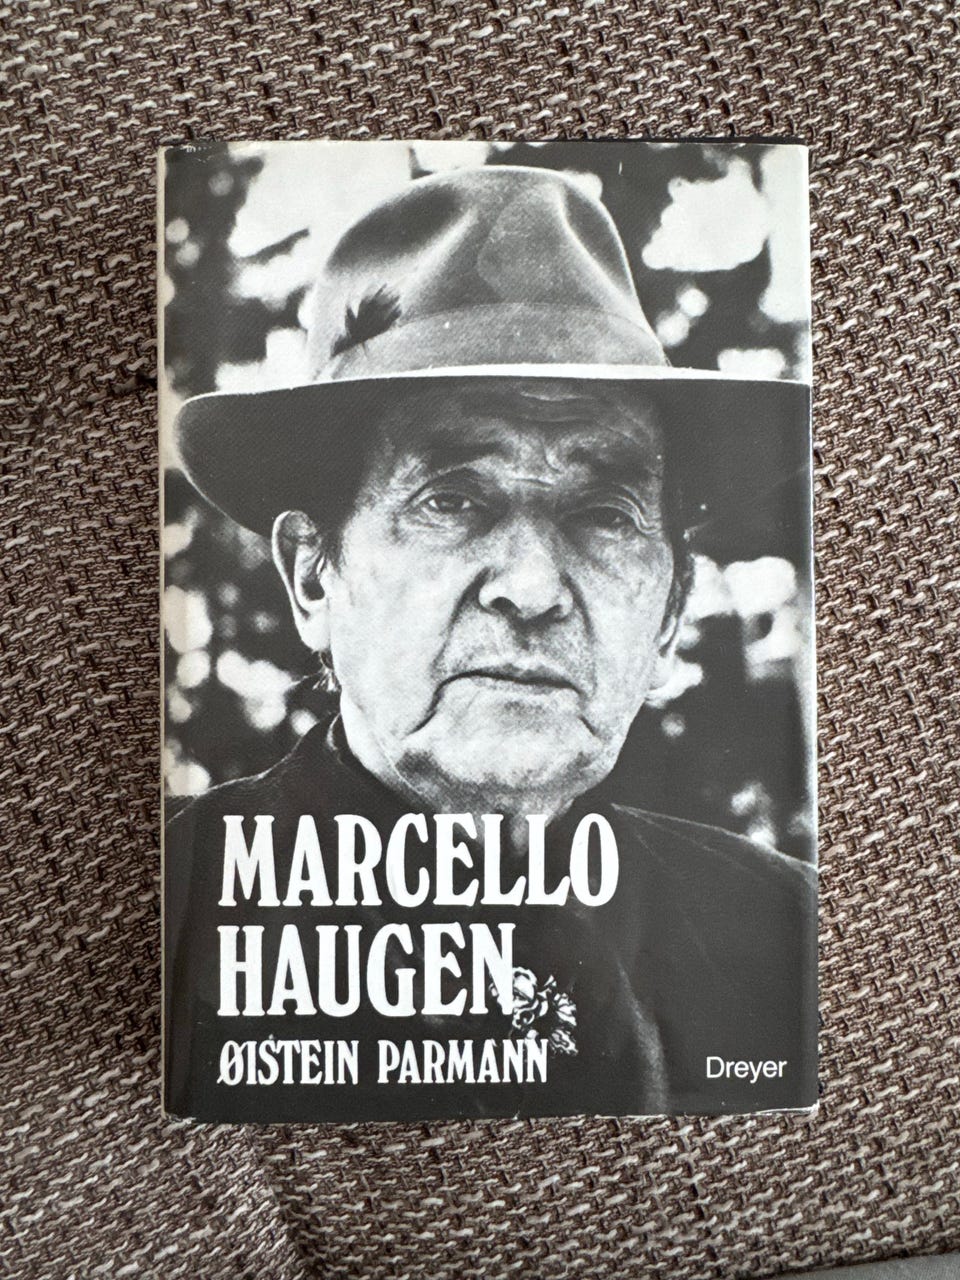 MARCELLO
HAUGEN
ØISTEIN PARMANN
Dreyer